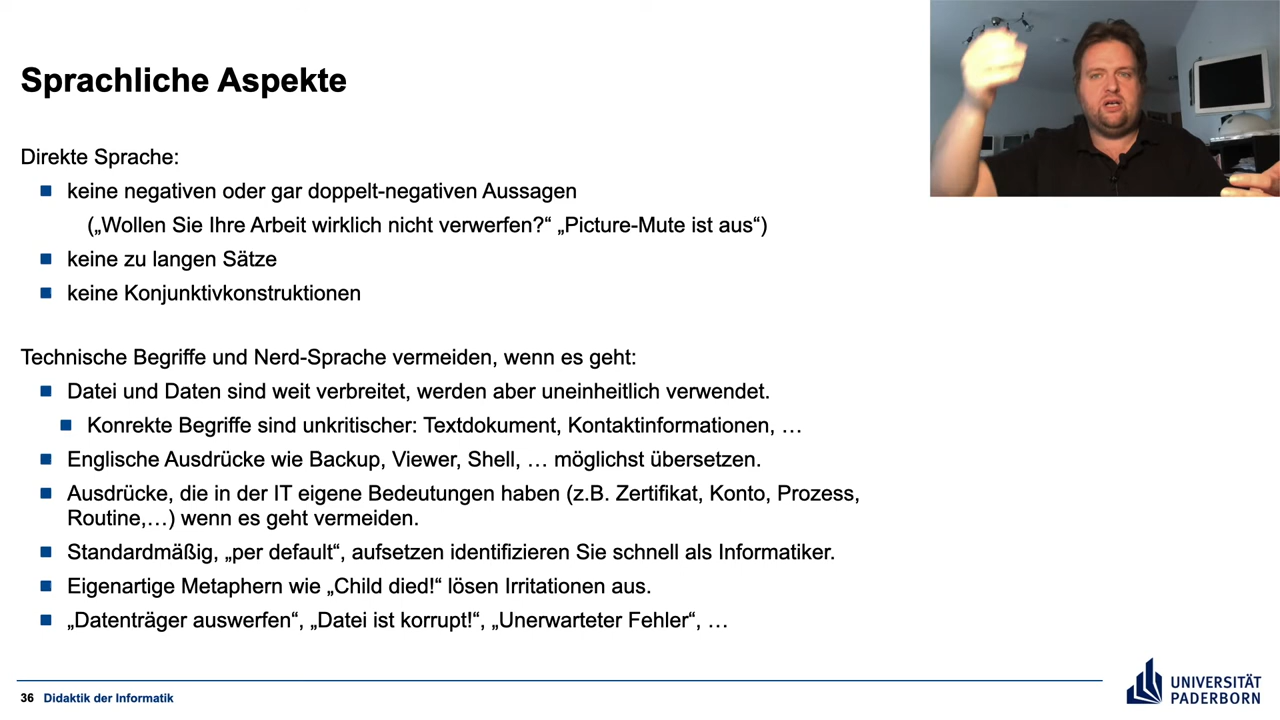 Sprachliche Aspekte
Direkte Sprache:
keine negativen oder gar doppelt-negativen Aussagen
(„Wollen Sie Ihre Arbeit wirklich nicht verwerfen?“ „Picture-Mute ist aus“)
keine zu langen Sätze
keine Konjunktivkonstruktionen
Technische Begriffe und Nerd-Sprache vermeiden, wenn es geht:
Datei und Daten sind weit verbreitet, werden aber uneinheitlich verwendet.
Konrekte Begriffe sind unkritischer: Textdokument, Kontaktinformationen, …
Englische Ausdrücke wie Backup, Viewer, Shell, … möglichst übersetzen.
Ausdrücke, die in der IT eigene Bedeutungen haben (z.B. Zertifikat, Konto, Prozess,
Routine,…) wenn es geht vermeiden.
Standardmäßig, „per default“, aufsetzen identifizieren Sie schnell als Informatiker.
Eigenartige Metaphern wie „Child died!“ lösen Irritationen aus.
„Datenträger auswerfen“, „Datei ist korrupt!“, „Unerwarteter Fehler“, …
36 Didaktik der Informatik
UNIVERSITÄT
PADERBORN